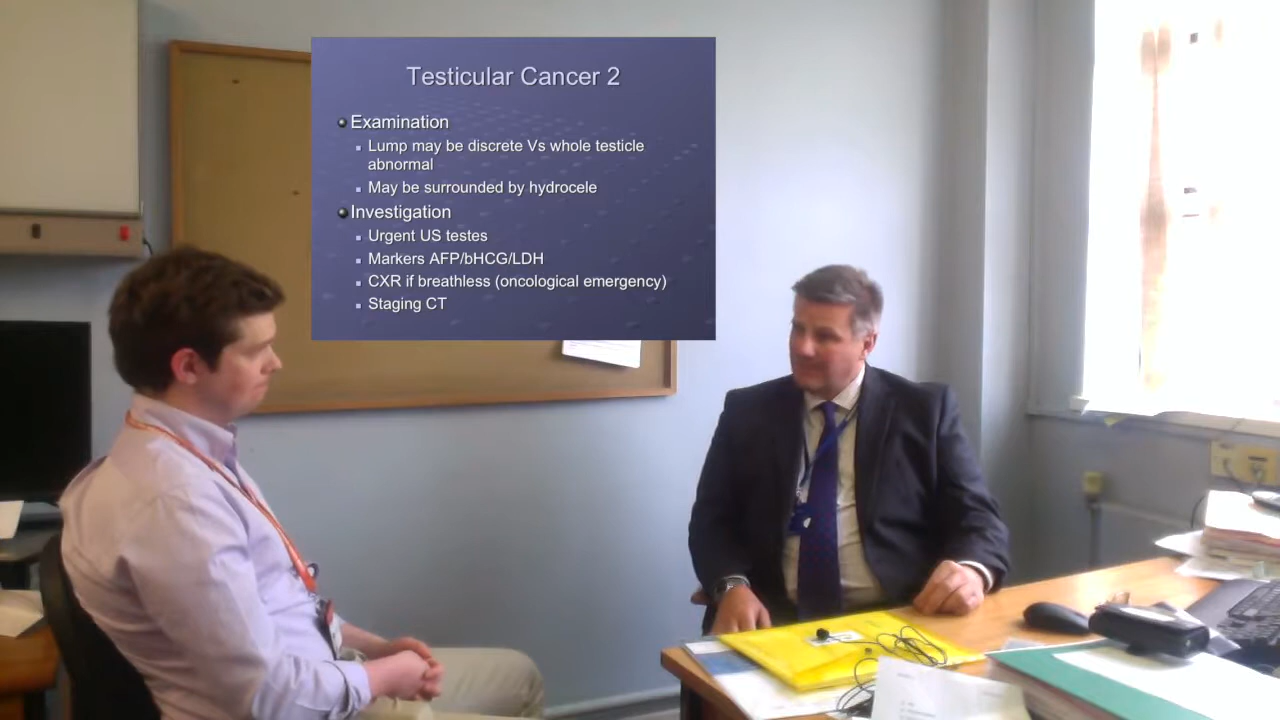 Testicular Cancer 2
Examination
Lump may be discrete Vs whole testicle
abnormal
May be surrounded by hydrocele
Investigation
Urgent US testes
Markers AFP/bHCG/LDH
CXR if breathless (oncological emergency)
Staging CT